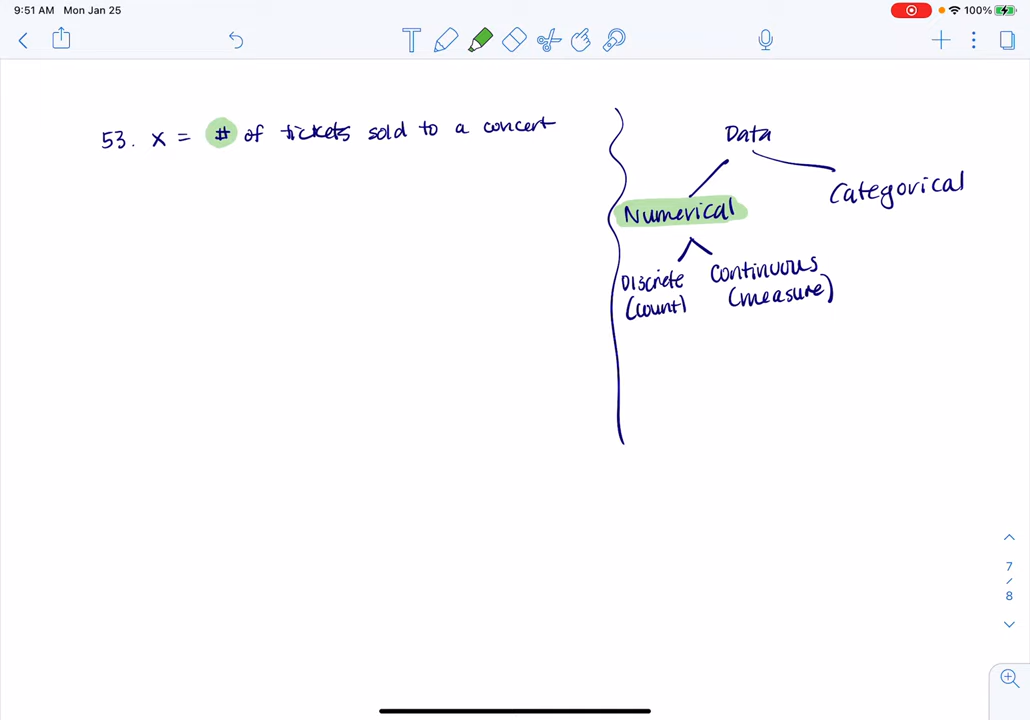 9:51 AM Mon Jan 25
100%
T
53. x = # of tickets sold to a concert
Data
Categorical
Numerical
Discrete
(count)
Continuous
(measure)
7
/
8